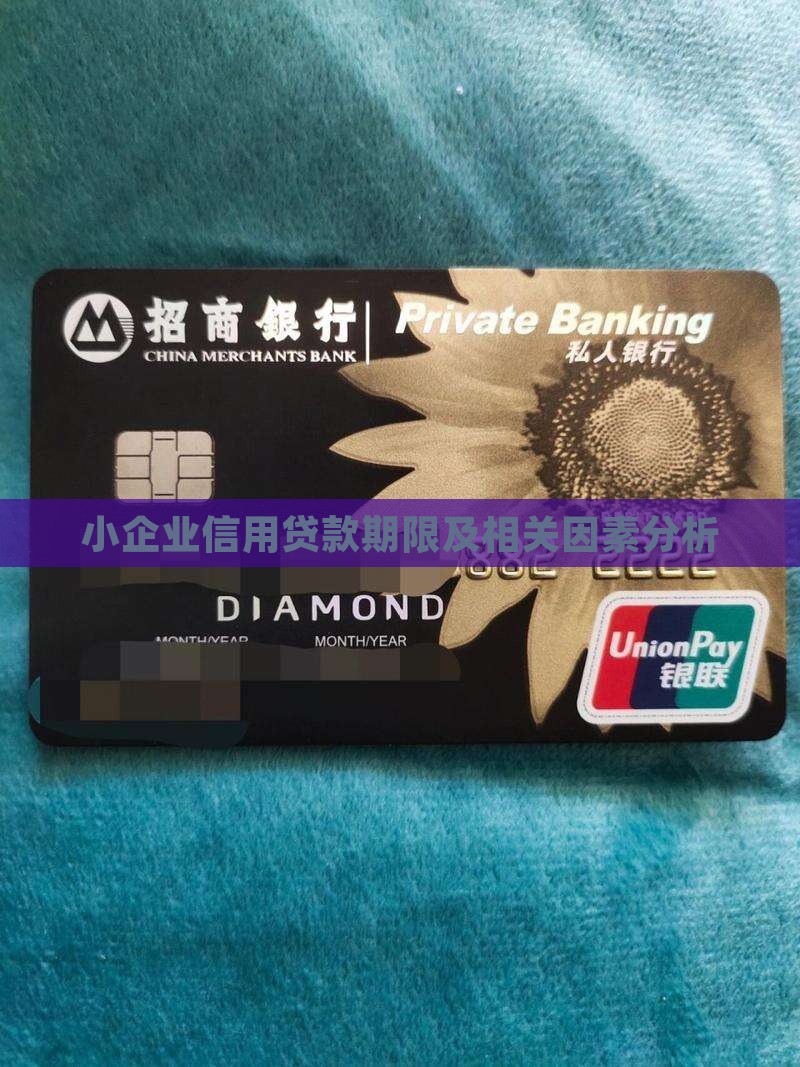 招商银行
CHINA MERCHANTS BANK
Private Banking
私人银行
小企业信用贷款期限及相关因素分析
2222
DIAMOND
MONTH/YEAR MONTH/YEAR
UnionPay
银联